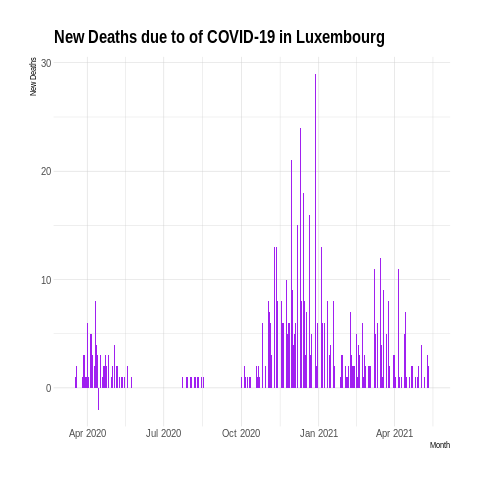 New Deaths due to of COVID-19 in Luxembourg
New Deaths
30
20
10
0
Apr 2020 Jul 2020 Oct 2020 Jan 2021 Apr 2021
Month